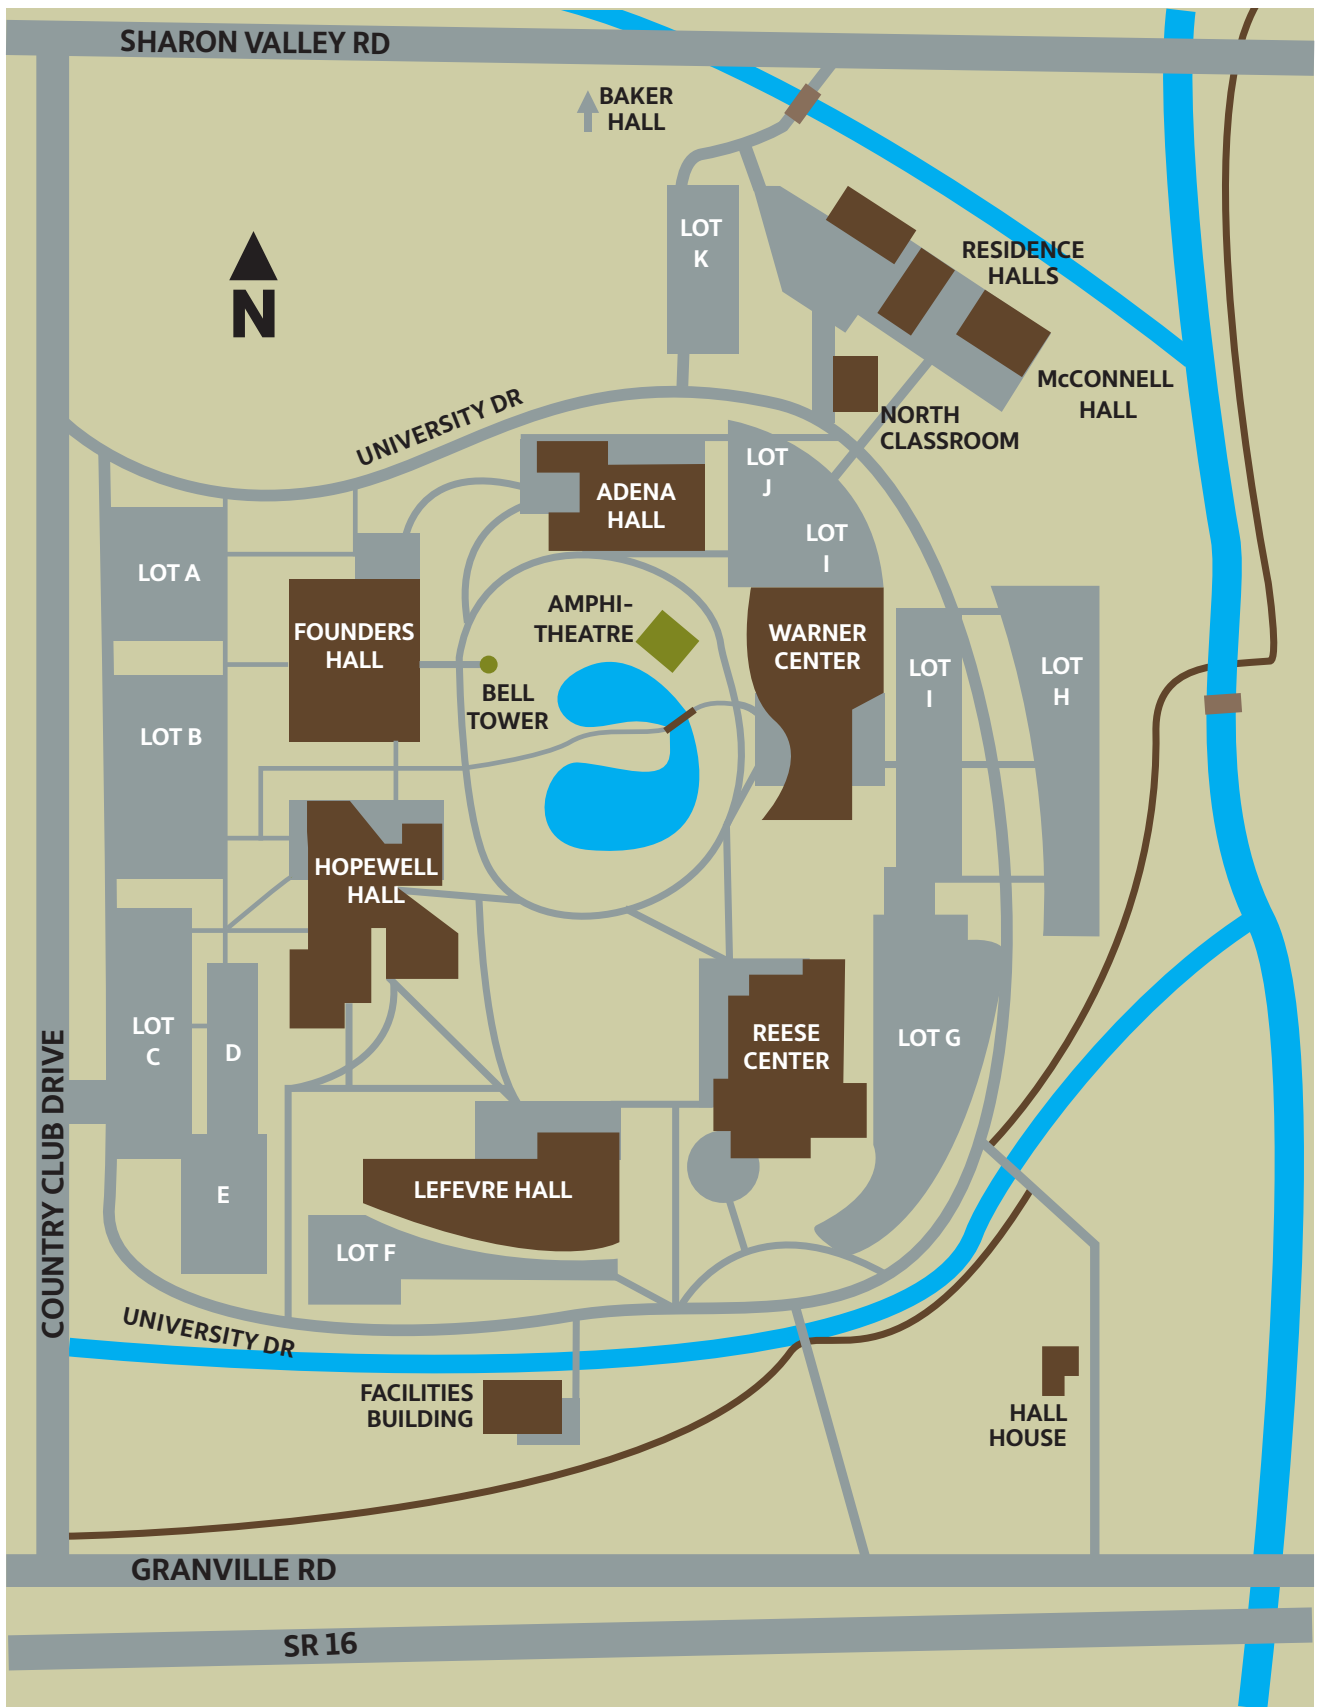 SHARON VALLEY RD
BAKER
HALL
LOT
K
RESIDENCE
HALLS
N
McCONNELL
HALL
UNIVERSITY DR
NORTH
CLASSROOM
LOT
J
ADENA
HALL
LOT
I
LOT A
AMPHI-
THEATRE
FOUNDERS
HALL
WARNER
CENTER
LOT
I
LOT
H
BELL
TOWER
LOT B
HOPEWELL
HALL
LOT
C
D
REESE
CENTER
LOT G
COUNTRY CLUB DRIVE
E
LEFEVRE HALL
LOT F
UNIVERSITY DR
FACILITIES
BUILDING
HALL
HOUSE
GRANVILLE RD
SR 16